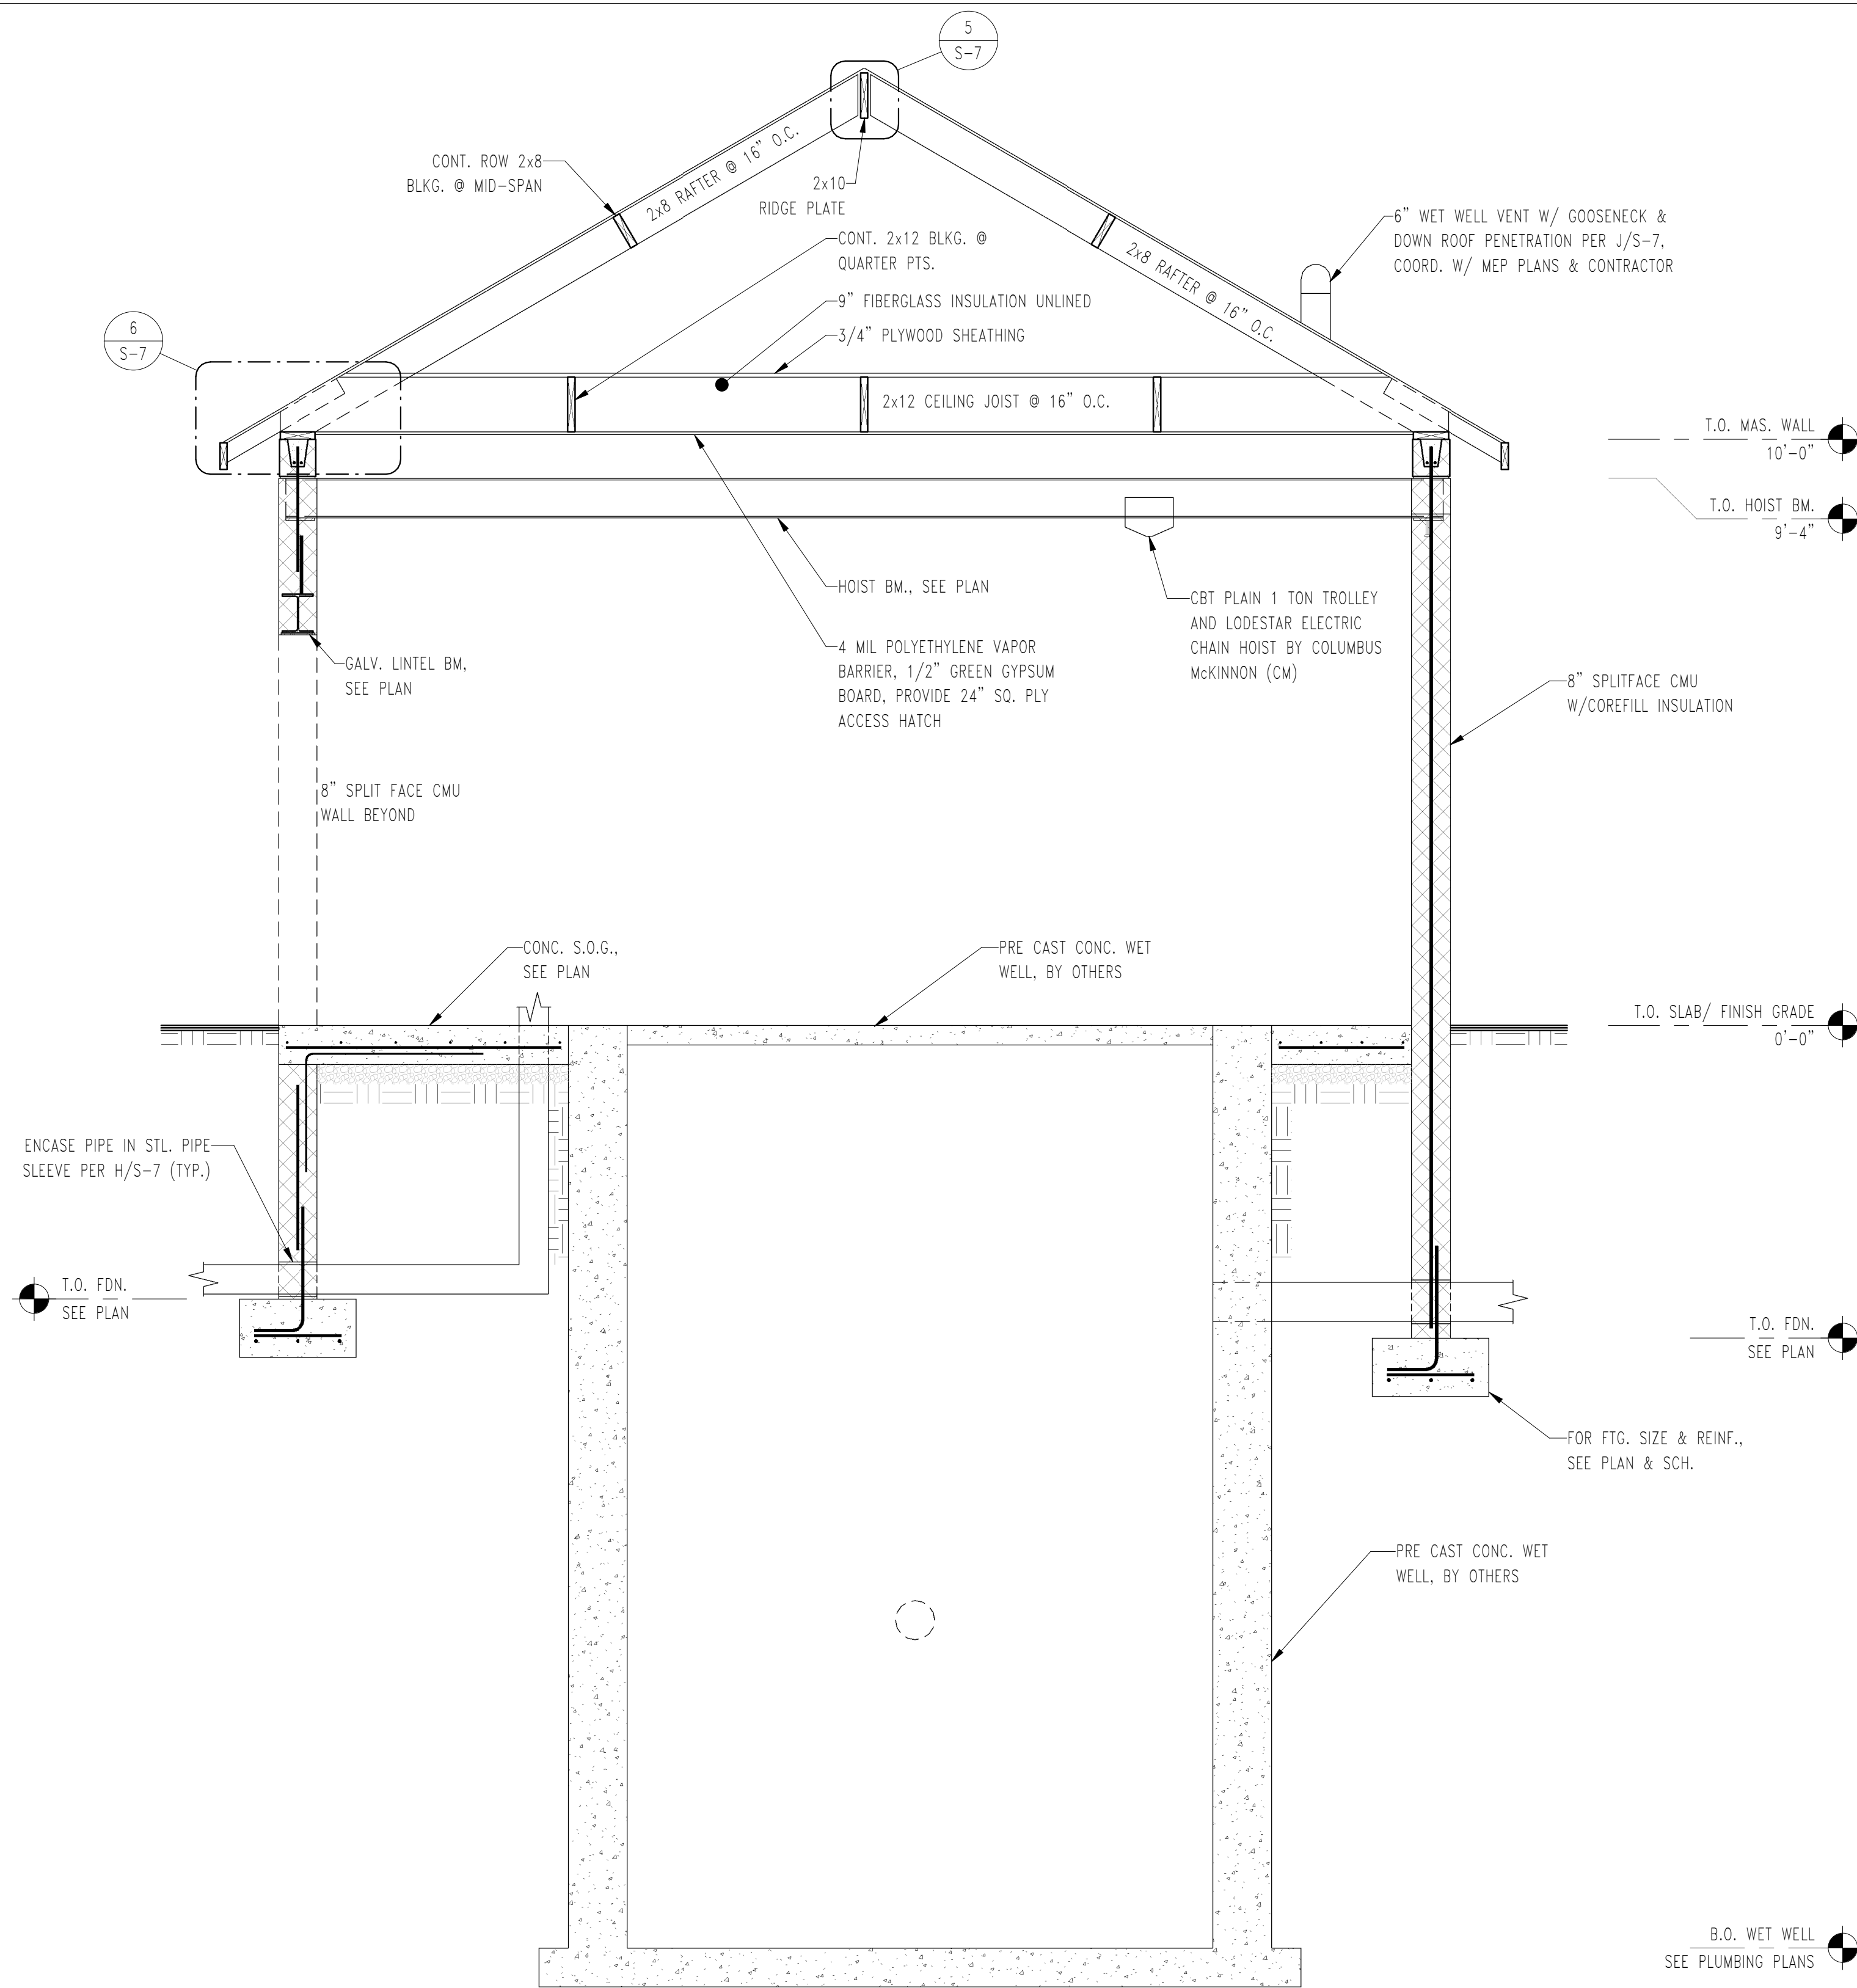 5
S-7
CONT. ROW 2x8
BLKG. @ MID-SPAN
2x8 RAFTER @ 16" O.C.
2x10
RIDGE PLATE
CONT. 2x12 BLKG. @
QUARTER PTS.
6" WET WELL VENT W/ GOOSENECK &
DOWN ROOF PENETRATION PER J/S-7,
COORD. W/ MEP PLANS & CONTRACTOR
2x8 RAFTER @ 16" O.C.
9" FIBERGLASS INSULATION UNLINED
3/4" PLYWOOD SHEATHING
6
S-7
2x12 CEILING JOIST @ 16" O.C.
T.O. MAS. WALL
10'-0"
T.O. HOIST BM.
9'-4"
HOIST BM., SEE PLAN
CBT PLAIN 1 TON TROLLEY
AND LODESTAR ELECTRIC
CHAIN HOIST BY COLUMBUS
McKINNON (CM)
4 MIL POLYETHYLENE VAPOR
BARRIER, 1/2" GREEN GYPSUM
BOARD, PROVIDE 24" SQ. PLY
ACCESS HATCH
GALV. LINTEL BM,
SEE PLAN
8" SPLITFACE CMU
W/COREFILL INSULATION
8" SPLIT FACE CMU
WALL BEYOND
CONC. S.O.G.,
SEE PLAN
PRE CAST CONC. WET
WELL, BY OTHERS
T.O. SLAB/ FINISH GRADE
0'-0"
ENCASE PIPE IN STL. PIPE
SLEEVE PER H/S-7 (TYP.)
T.O. FDN.
SEE PLAN
T.O. FDN.
SEE PLAN
FOR FTG. SIZE & REINF.,
SEE PLAN & SCH.
PRE CAST CONC. WET
WELL, BY OTHERS
B.O. WET WELL
SEE PLUMBING PLANS